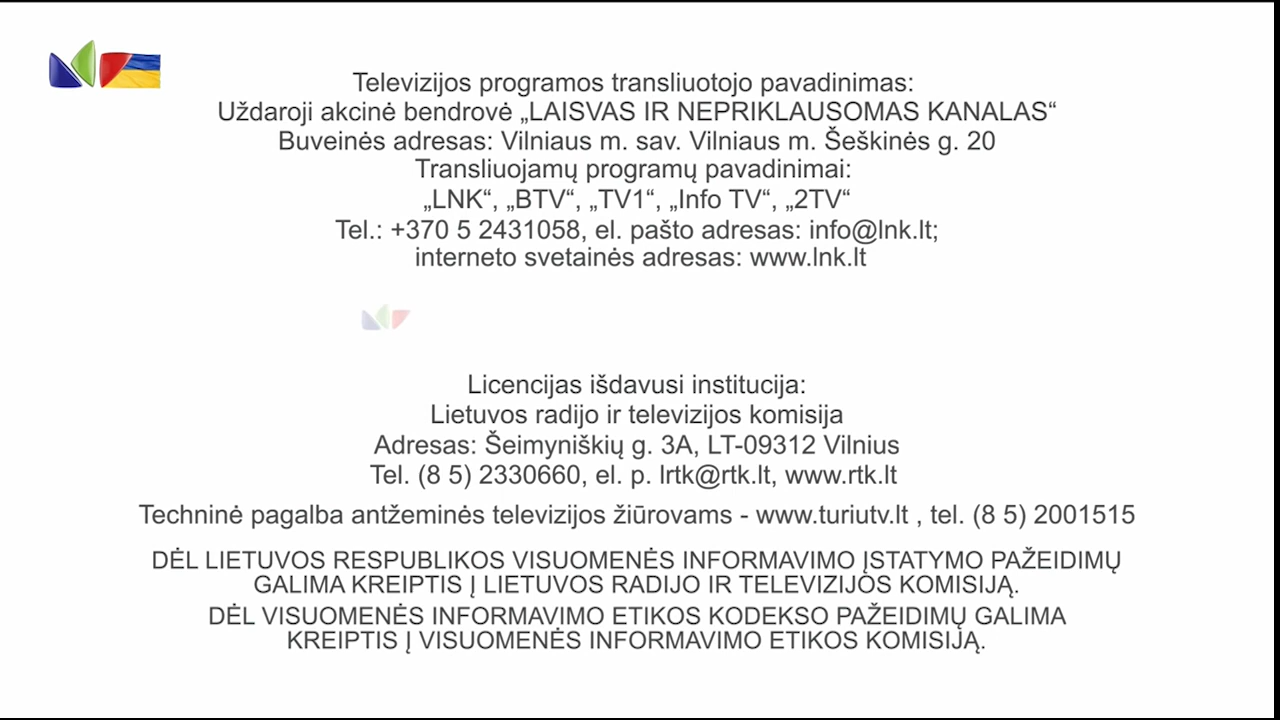 Televizijos programos transliuotojo pavadinimas:
Uždaroji akcinė bendrovė „LAISVAS IR NEPRIKLAUSOMAS KANALAS“
Buveinės adresas: Vilniaus m. sav. Vilniaus m. Šeškinės g. 20
Transliuojamų programų pavadinimai:
„LNK“, „BTV“, „TV1“, „Info TV“, „2TV“
Tel.: +370 5 2431058, el. pašto adresas: info@lnk.lt;
interneto svetainės adresas: www.lnk.lt
Licencijas išdavusi institucija:
Lietuvos radijo ir televizijos komisija
Adresas: Šeimyniškių g. 3A, LT-09312 Vilnius
Tel. (8 5) 2330660, el. p. lrtk@rtk.lt, www.rtk.lt
Techninė pagalba antžeminės televizijos žiūrovams - www.turiutv.lt , tel. (8 5) 2001515
DĖL LIETUVOS RESPUBLIKOS VISUOMENĖS INFORMAVIMO ĮSTATYMO PAŽEIDIMŲ
GALIMA KREIPTIS Į LIETUVOS RADIJO IR TELEVIZIJOS KOMISIJĄ.
DĖL VISUOMENĖS INFORMAVIMO ETIKOS KODEKSO PAŽEIDIMŲ GALIMA
KREIPTIS Į VISUOMENĖS INFORMAVIMO ETIKOS KOMISIJĄ.